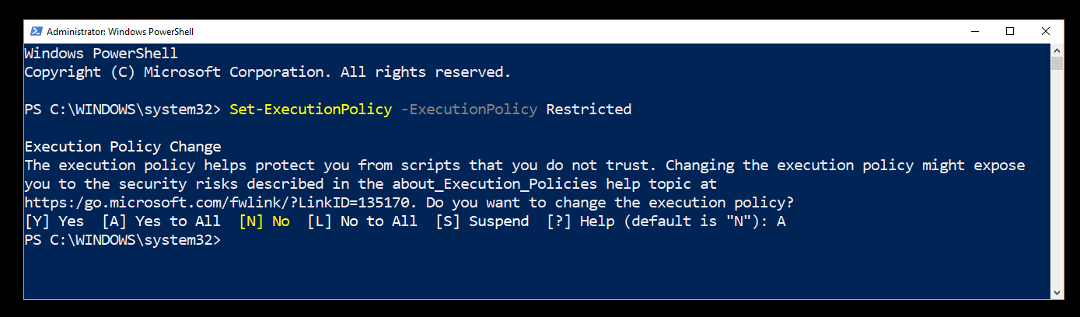 Administrator: Windows PowerShell
Windows PowerShell
Copyright (C) Microsoft Corporation. All rights reserved.
PS C:\WINDOWS\system32> Set-ExecutionPolicy -ExecutionPolicy Restricted
Execution Policy Change
The execution policy helps protect you from scripts that you do not trust. Changing the execution policy might expose
you to the security risks described in the about_Execution_Policies help topic at
https:/go.microsoft.com/fwlink/?LinkID=135170. Do you want to change the execution policy?
[Y] Yes  [A] Yes to All  [N] No  [L] No to All  [S] Suspend  [?] Help (default is "N"): A
PS C:\WINDOWS\system32>